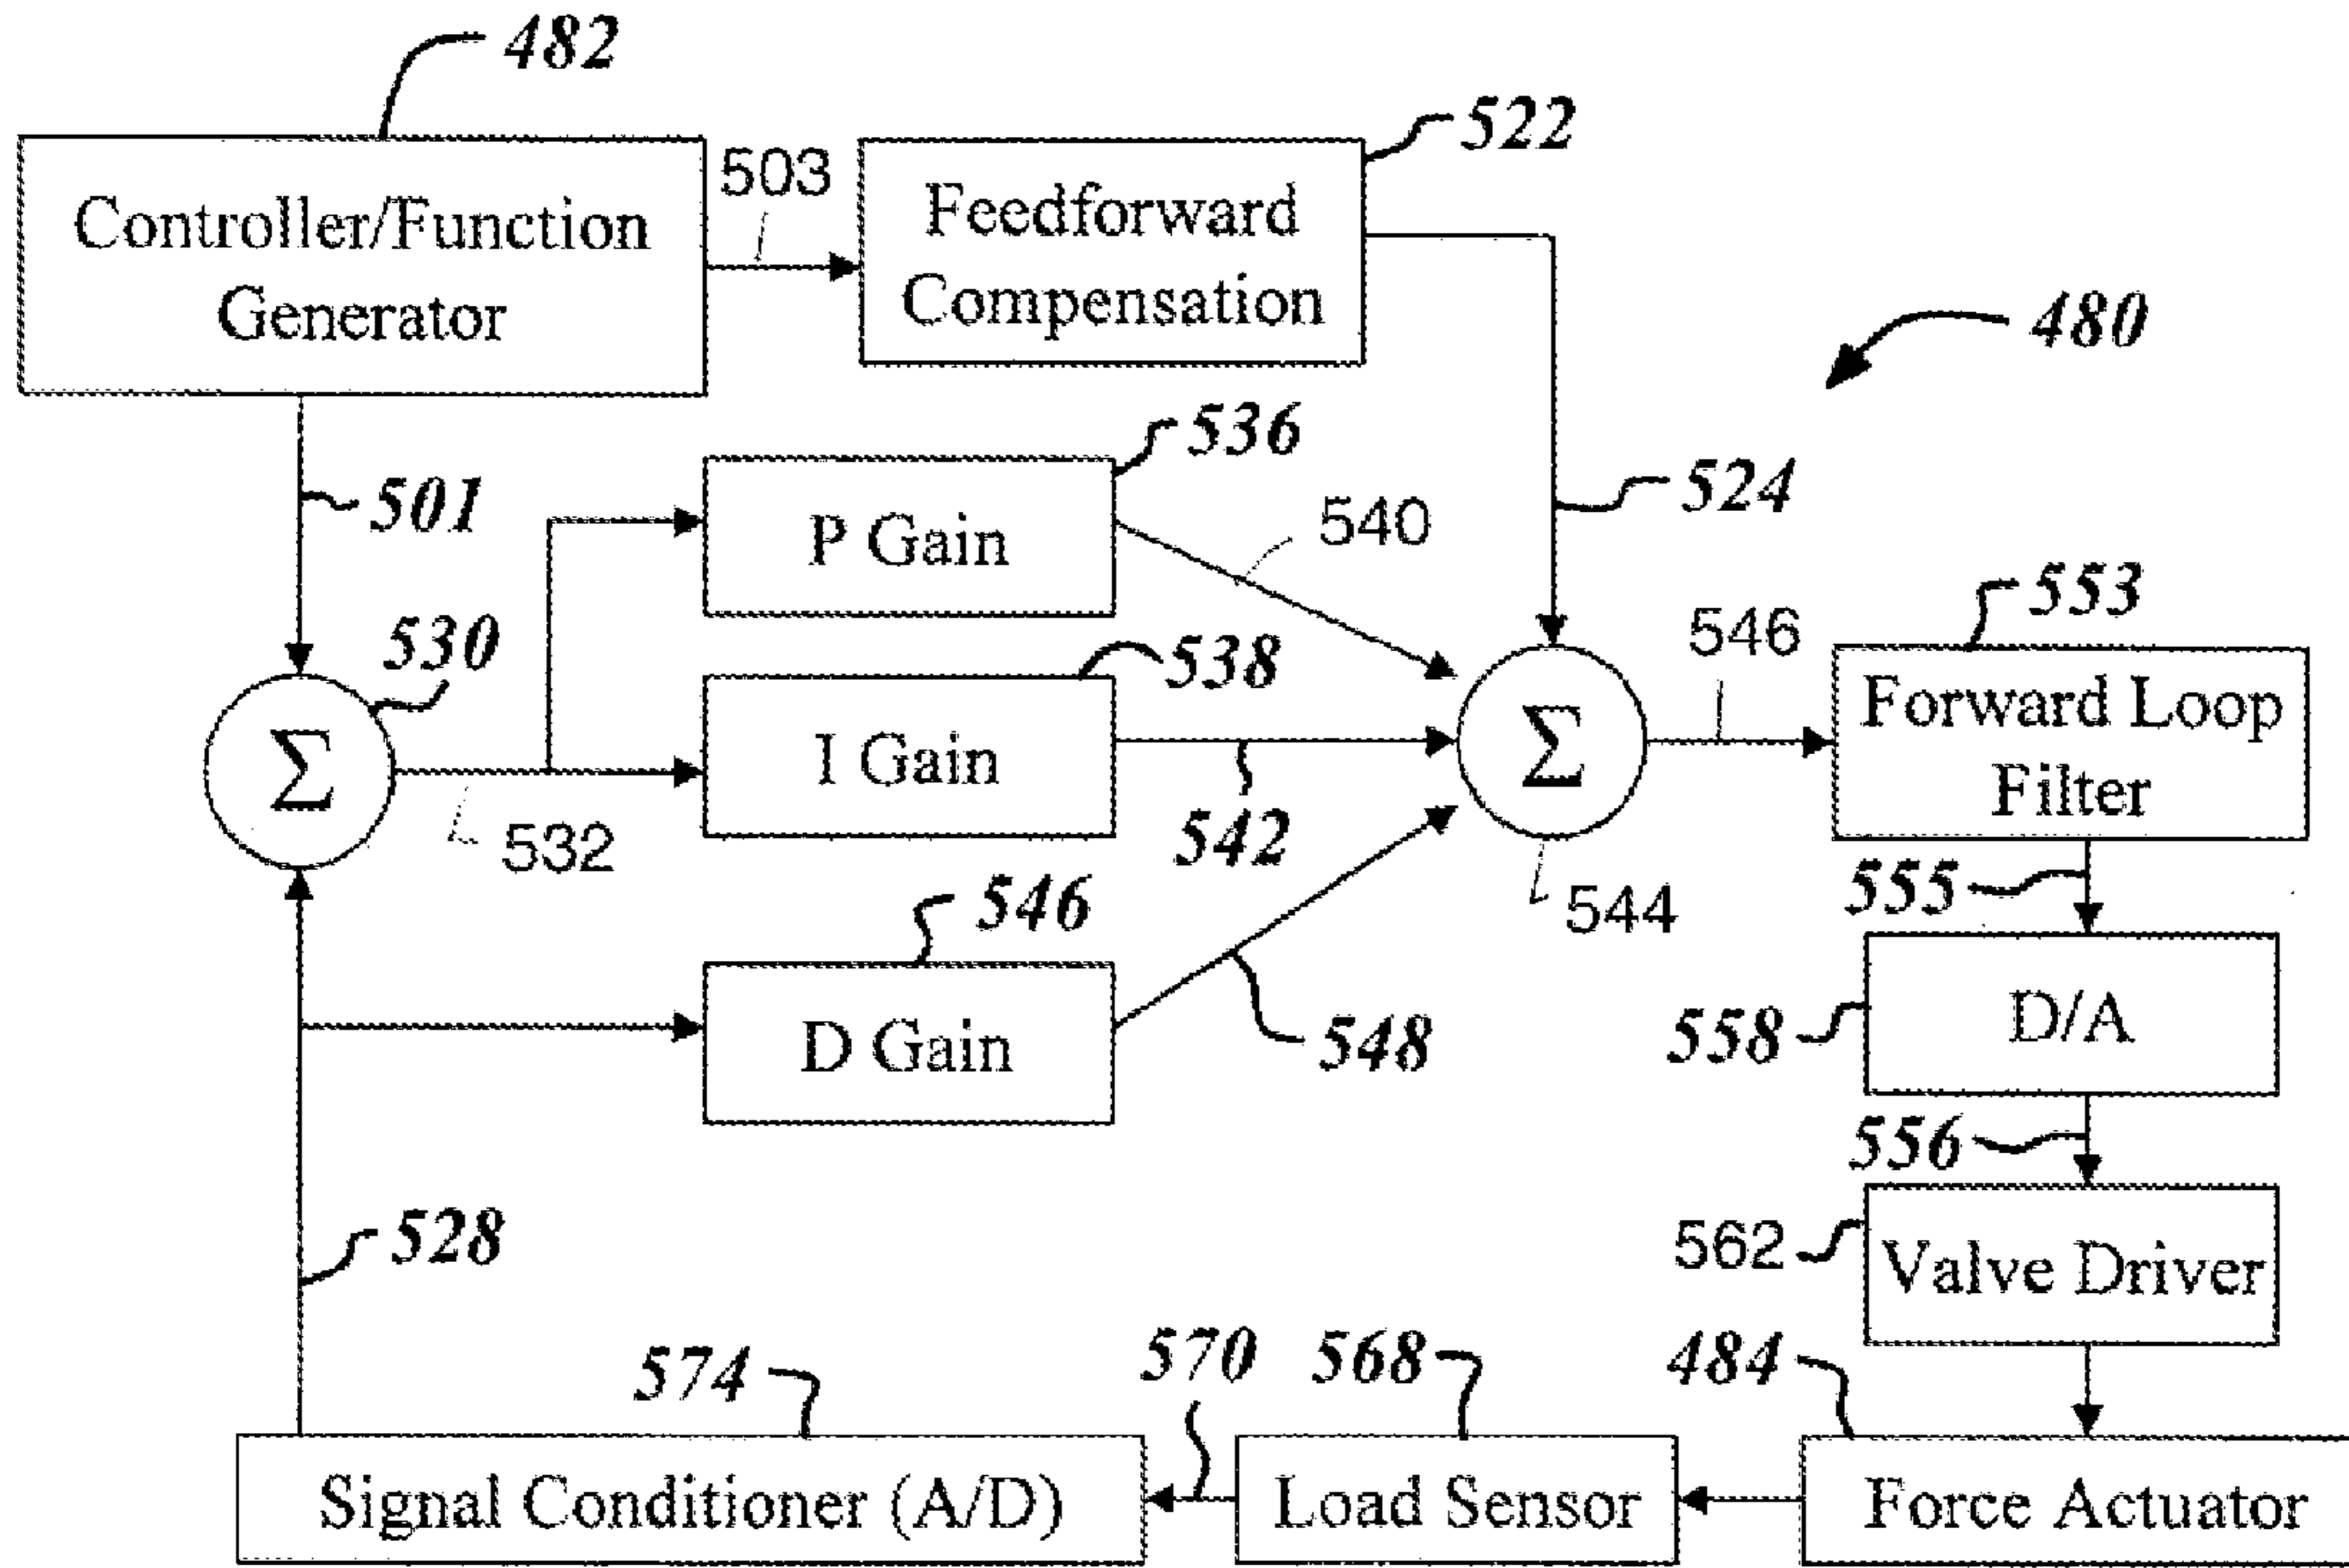 482
522
503
Controller/Function
Generator
Feedforward
Compensation
480
536
501
P Gain
540
524
553
530
538
546
Σ
I Gain
Σ
Forward Loop
Filter
532
542
544
555
546
D Gain
548
558
D/A
556
528
562
Valve Driver
574
570
568
484
Signal Conditioner (A/D)
Load Sensor
Force Actuator